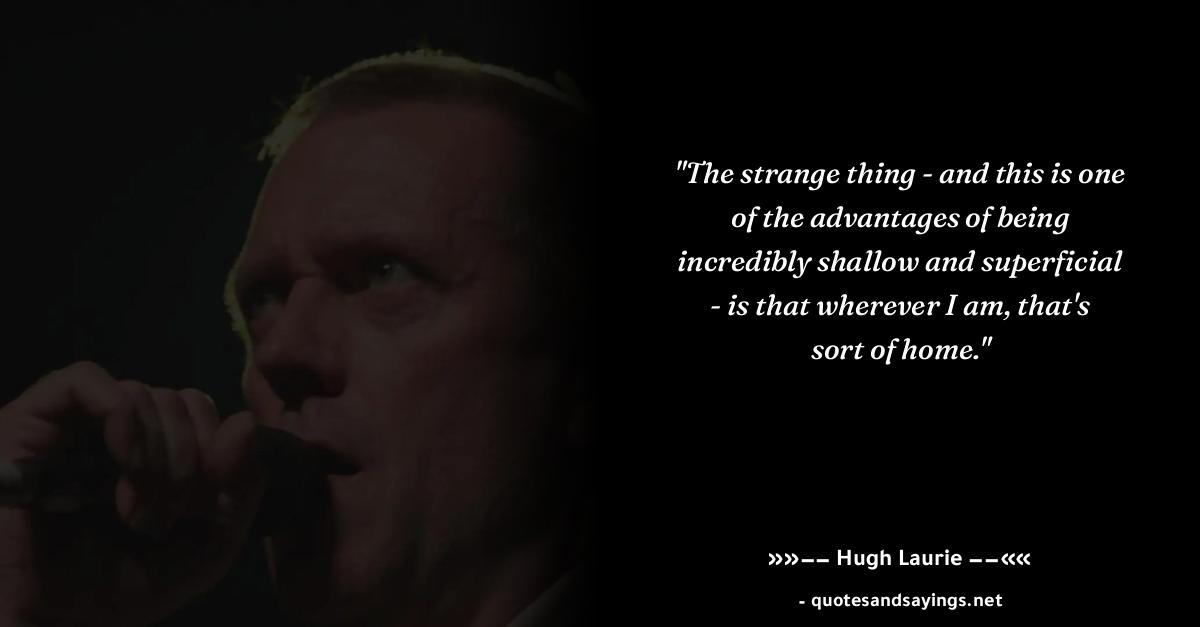 "The strange thing - and this is one
of the advantages of being
incredibly shallow and superficial
- is that wherever I am, that's
sort of home."
»»−− Hugh Laurie −−««
- quotesandsayings.net